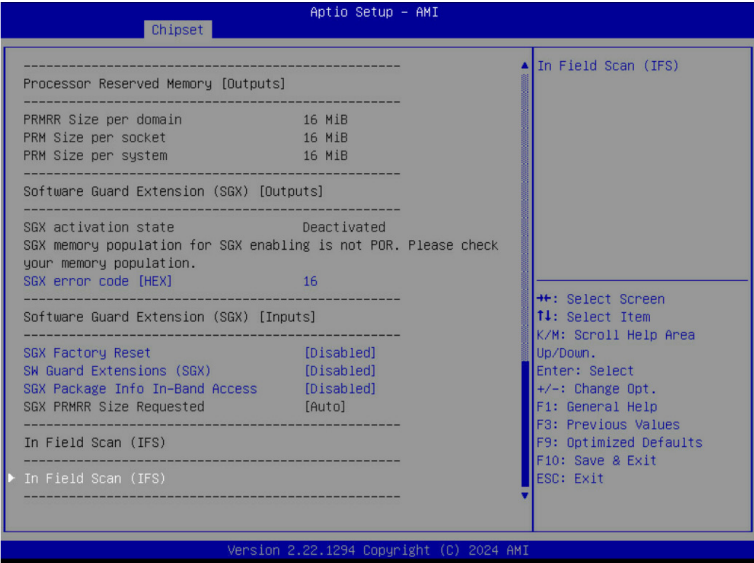 Aptio Setup - AMI
Chipset
------------------------------------------------------
Processor Reserved Memory [Outputs]
------------------------------------------------------
PRMRR Size per domain 16 MiB
PRM Size per socket 16 MiB
PRM Size per system 16 MiB
------------------------------------------------------
Software Guard Extension (SGX) [Outputs]
------------------------------------------------------
SGX activation state Deactivated
SGX memory population for SGX enabling is not POR. Please check
your memory population.
SGX error code [HEX] 16
------------------------------------------------------
Software Guard Extension (SGX) [Inputs]
------------------------------------------------------
SGX Factory Reset [Disabled]
SW Guard Extensions (SGX) [Disabled]
SGX Package Info In-Band Access [Disabled]
SGX PRMRR Size Requested [Auto]
------------------------------------------------------
In Field Scan (IFS)
------------------------------------------------------
In Field Scan (IFS)
------------------------------------------------------
In Field Scan (IFS)
→←: Select Screen
↑↓: Select Item
K/M: Scroll Help Area
Up/Down.
Enter: Select
+/-: Change Opt.
F1: General Help
F3: Previous Values
F9: Optimized Defaults
F10: Save & Exit
ESC: Exit
Version 2.22.1294 Copyright (C) 2024 AMI